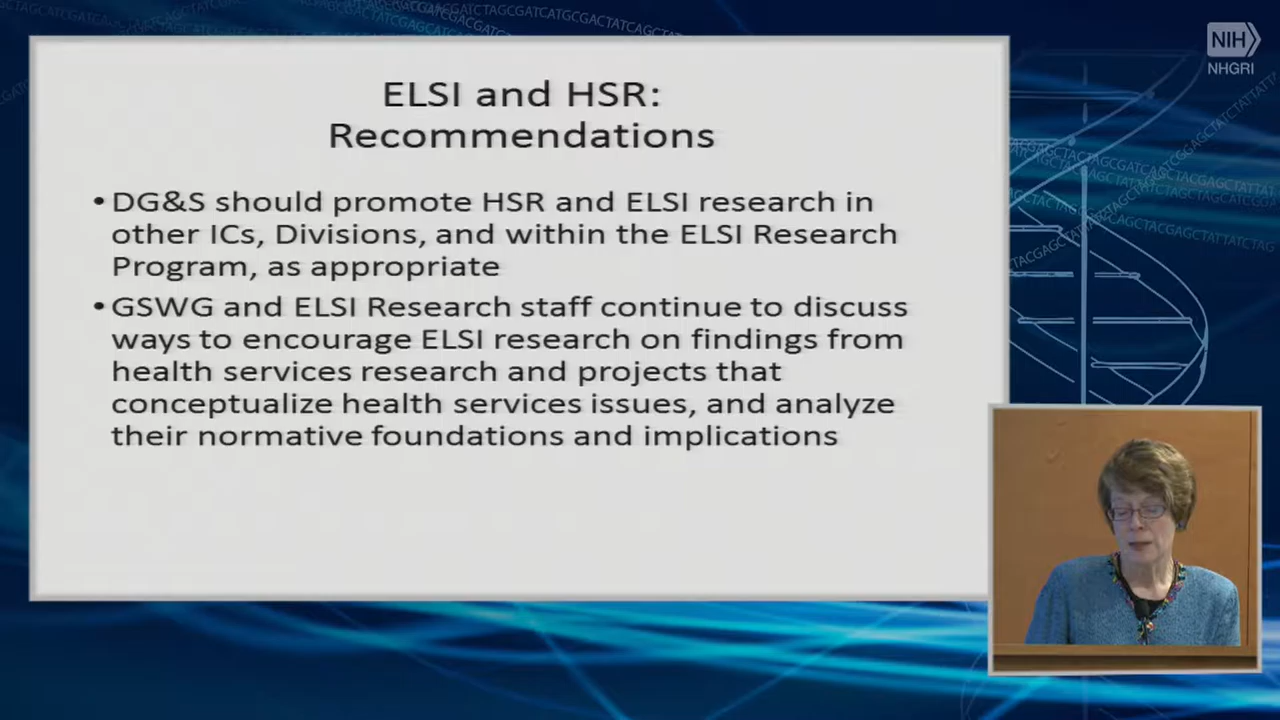 NIH
NHGRI
ELSI and HSR:
Recommendations
• DG&S should promote HSR and ELSI research in
other ICs, Divisions, and within the ELSI Research
Program, as appropriate
• GSWG and ELSI Research staff continue to discuss
ways to encourage ELSI research on findings from
health services research and projects that
conceptualize health services issues, and analyze
their normative foundations and implications